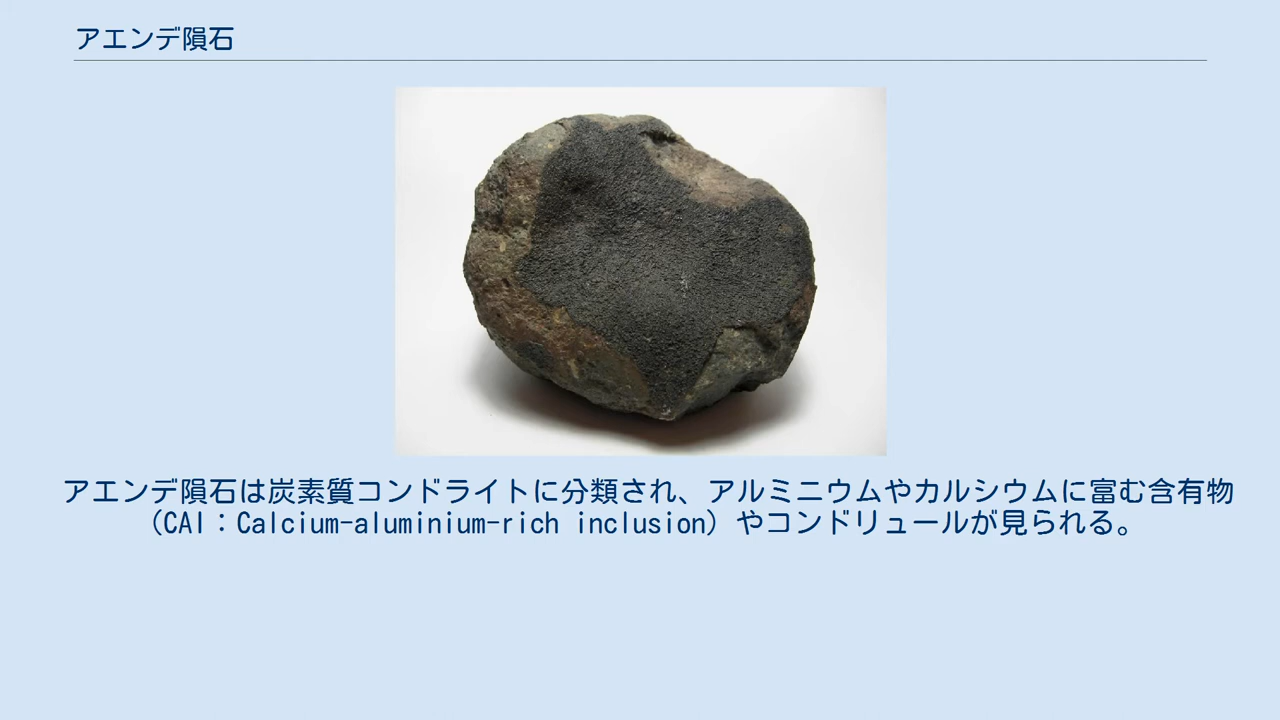 アエンデ隕石
アエンデ隕石は炭素質コンドライトに分類され、アルミニウムやカルシウムに富む含有物
（CAI：Calcium-aluminium-rich inclusion）やコンドリュールが見られる。